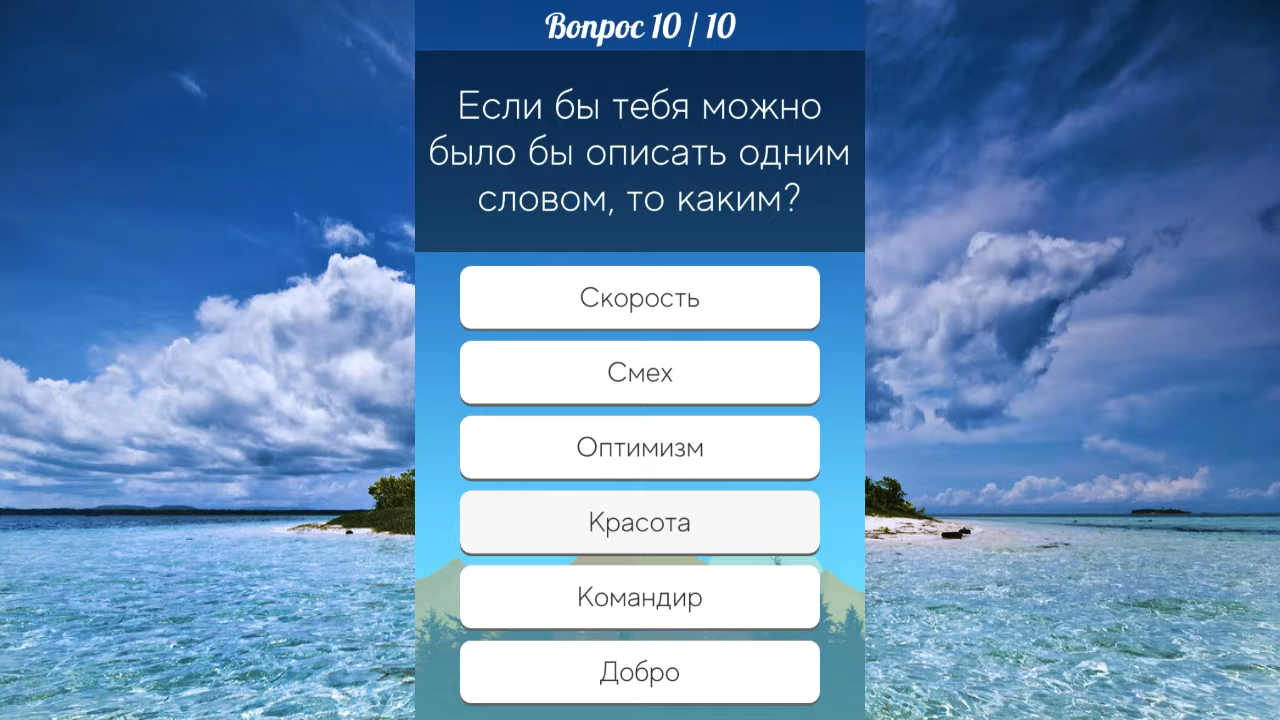 Вопрос 10 / 10
Если бы тебя можно
было бы описать одним
словом, то каким?
Скорость
Смех
Оптимизм
Красота
Командир
Добро